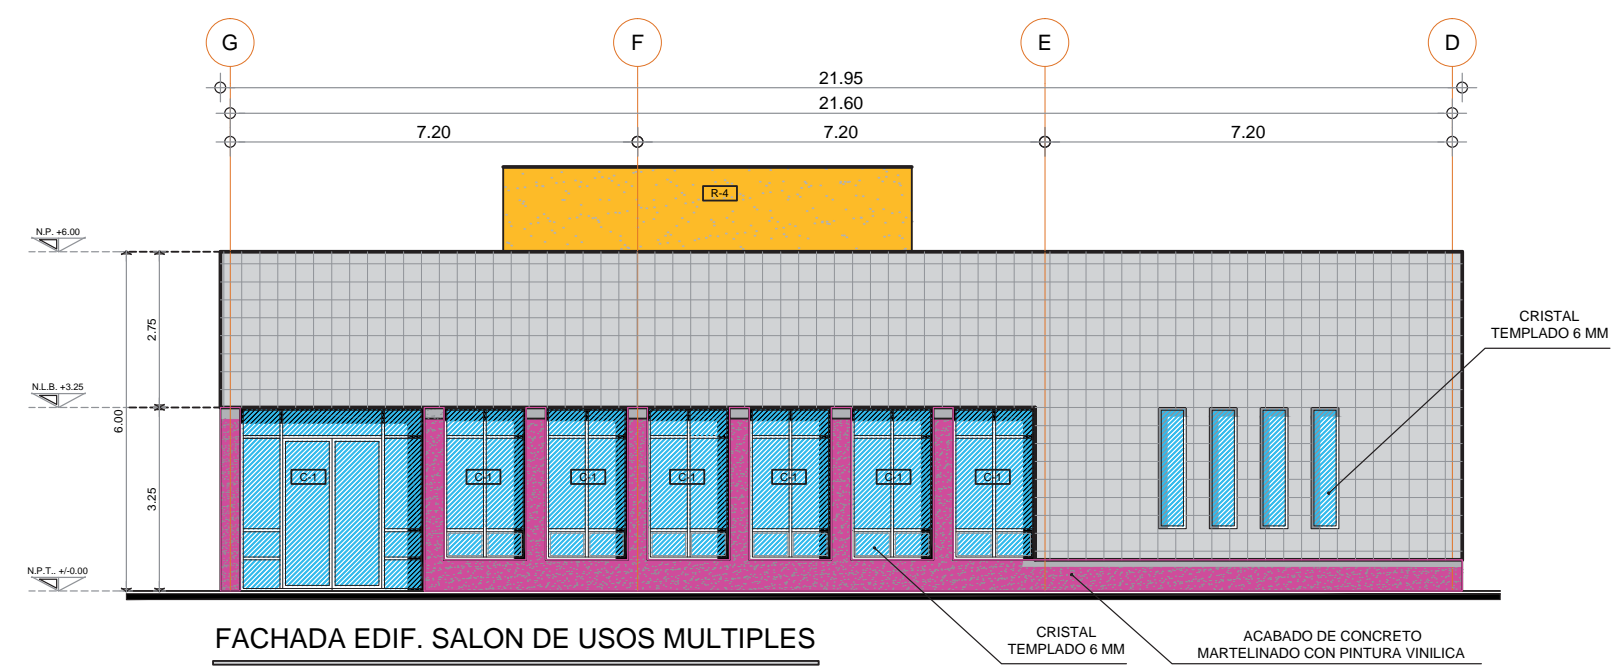 G F E D
21.95
21.60
7.20 7.20 7.20
R-4
N.P. +6.00
2.75
CRISTAL
TEMPLADO 6 MM
N.L.B. +3.25
6.00
C-1 C-1 C-1 C-1 C-1 C-1 C-1
3.25
N.P.T.. +/-0.00
FACHADA EDIF. SALON DE USOS MULTIPLES
CRISTAL
TEMPLADO 6 MM
ACABADO DE CONCRETO
MARTELINADO CON PINTURA VINILICA